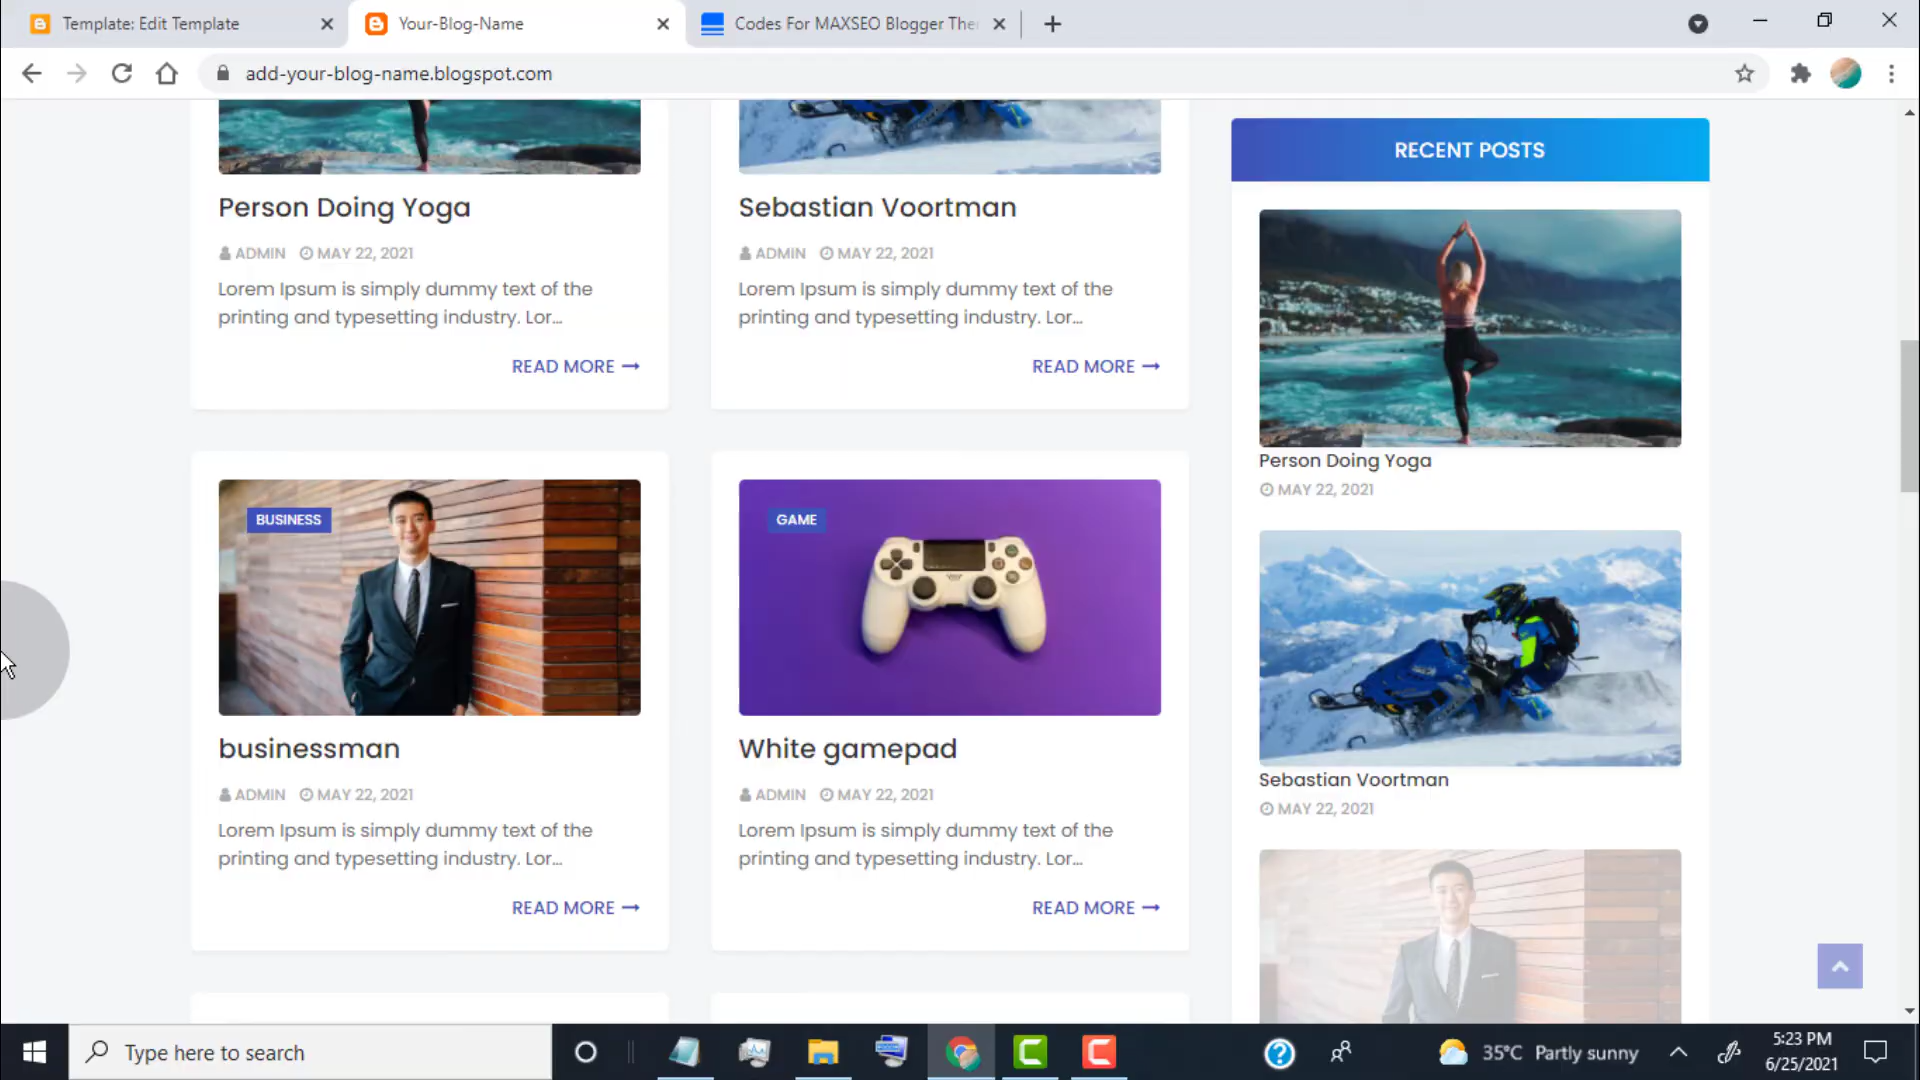 Template: Edit Template
Your-Blog-Name
Codes For MAXSEO Blogger The
add-your-blog-name.blogspot.com
Person Doing Yoga
ADMIN MAY 22, 2021
Lorem Ipsum is simply dummy text of the
printing and typesetting industry. Lor...
READ MORE
Sebastian Voortman
ADMIN MAY 22, 2021
Lorem Ipsum is simply dummy text of the
printing and typesetting industry. Lor...
READ MORE
BUSINESS
businessman
ADMIN MAY 22, 2021
Lorem Ipsum is simply dummy text of the
printing and typesetting industry. Lor...
READ MORE
GAME
White gamepad
ADMIN MAY 22, 2021
Lorem Ipsum is simply dummy text of the
printing and typesetting industry. Lor...
READ MORE
RECENT POSTS
Person Doing Yoga
MAY 22, 2021
Sebastian Voortman
MAY 22, 2021
Type here to search
35°C Partly sunny
5:23 PM
6/25/2021